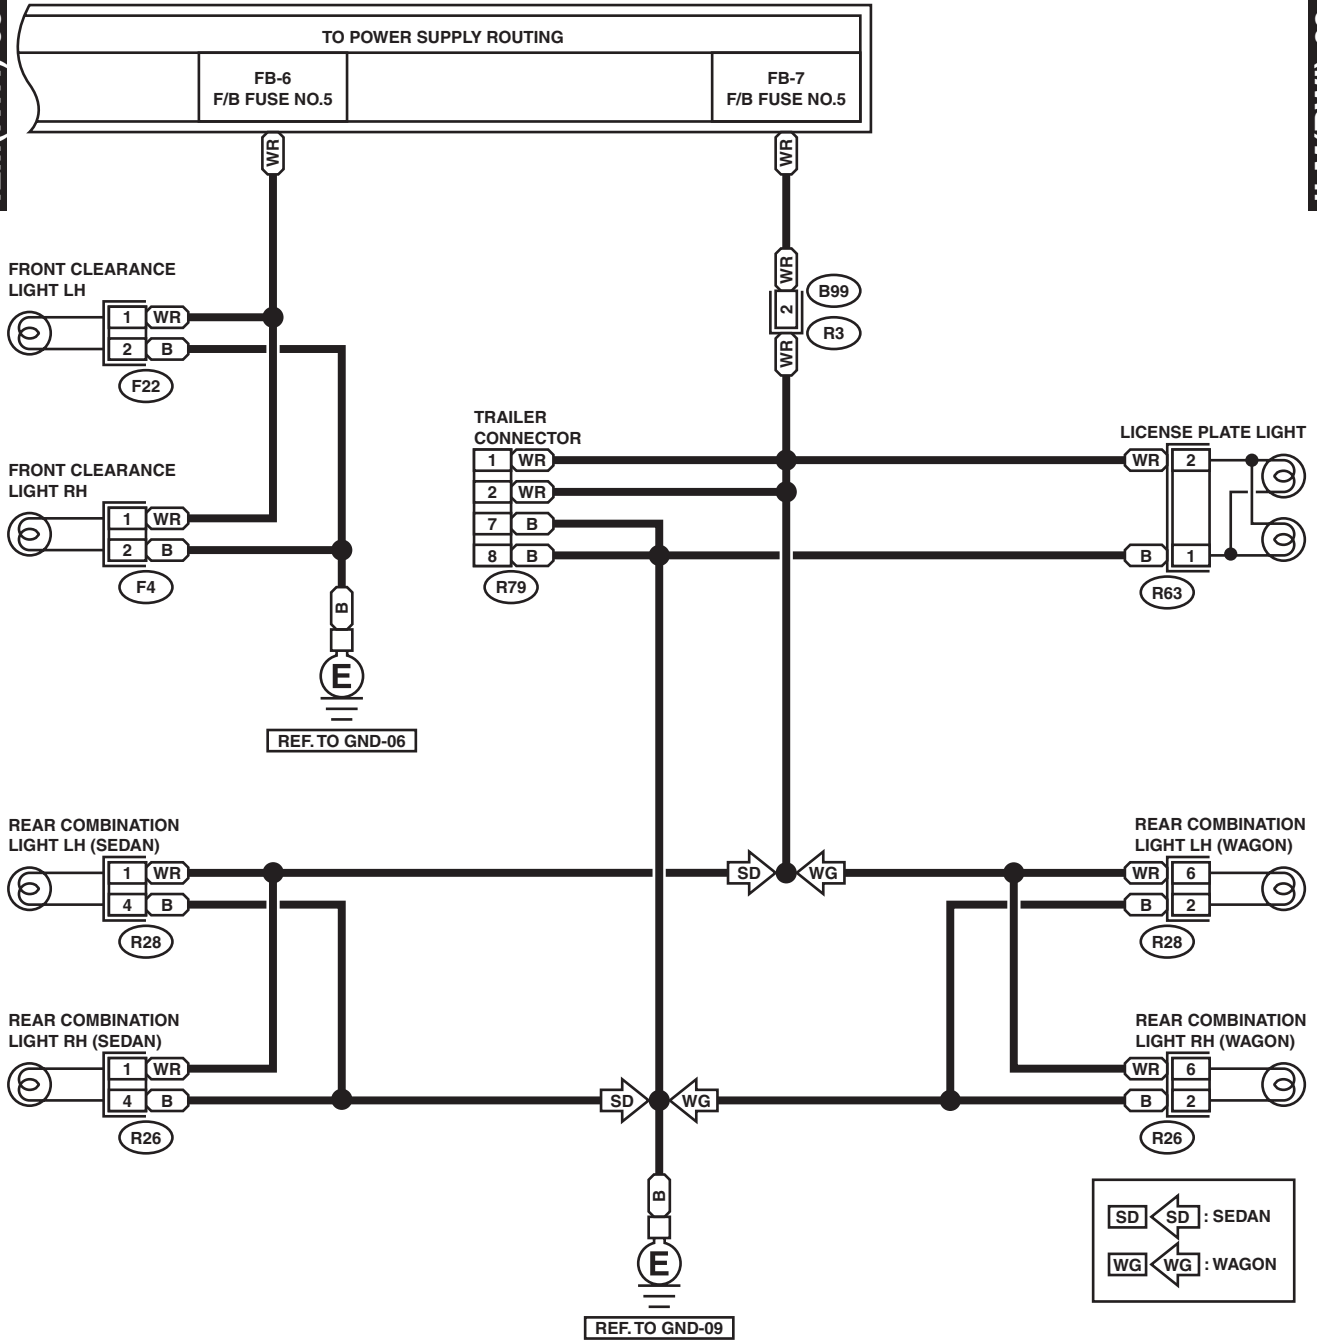 TO POWER SUPPLY ROUTING
FB-6
F/B FUSE NO.5
FB-7
F/B FUSE NO.5
WR
WR
FRONT CLEARANCE
LIGHT LH
1 WR
2 B
F22
WR
2
WR
B99
R3
FRONT CLEARANCE
LIGHT RH
1 WR
2 B
F4
B
E
REF. TO GND-06
TRAILER
CONNECTOR
1 WR
2 WR
7 B
8 B
R79
LICENSE PLATE LIGHT
WR 2
B 1
R63
REAR COMBINATION
LIGHT LH (SEDAN)
1 WR
4 B
R28
SD
WG
REAR COMBINATION
LIGHT LH (WAGON)
WR 6
B 2
R28
REAR COMBINATION
LIGHT RH (SEDAN)
1 WR
4 B
R26
SD
WG
REAR COMBINATION
LIGHT RH (WAGON)
WR 6
B 2
R26
B
E
REF. TO GND-09
SD SD : SEDAN
WG WG : WAGON